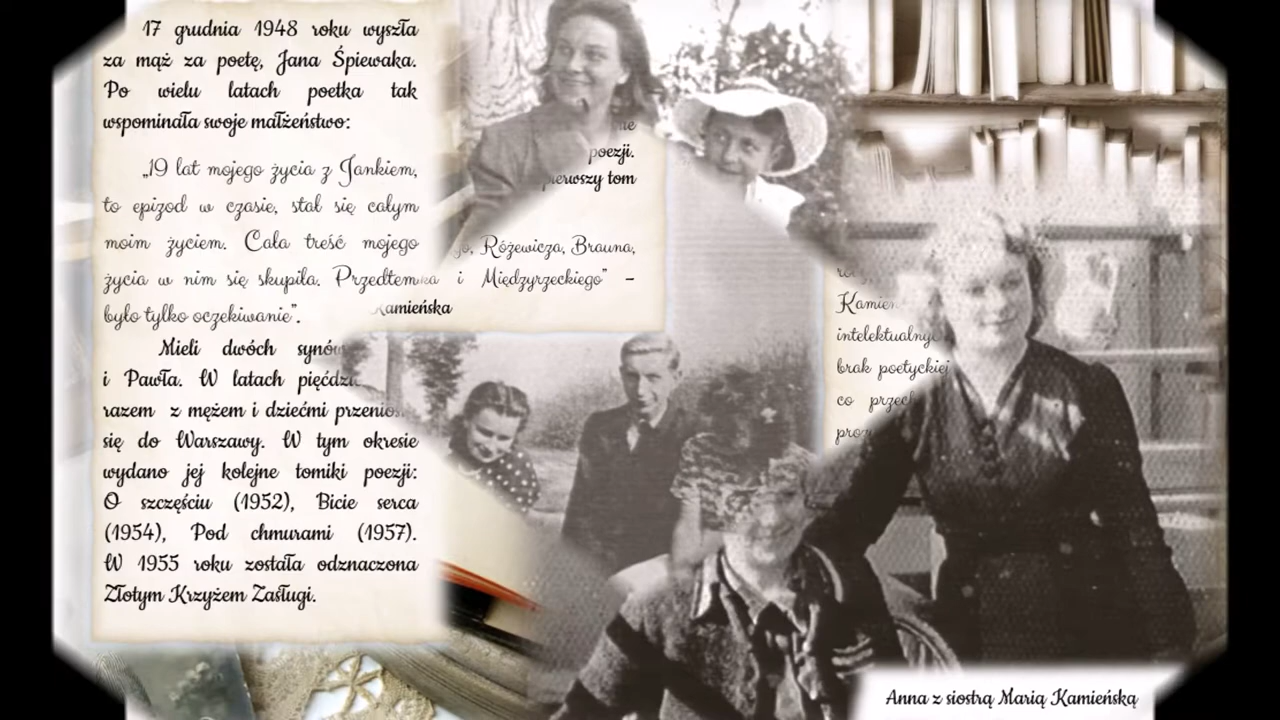 17 grudnia 1948 roku wyszła
za mąż za poetę, Jana Śpiewaka.
Po wielu latach poetka tak
wspominała swoje małżeństwo:
„19 lat mojego życia z Jankiem,
to epizod w czasie, stał się całym
moim życiem. Cała treść mojego
życia w nim się skupiła. Przedtem
było tylko oczekiwanie".
Mieli dwóch synów
i Pawła. W latach
razem z mężem i dziećmi
się do Warszawy. W tym okresie
wydano jej kolejne tomiki poezji:
O szczęściu (1952), Bicie serca
(1954), Pod chmurami (1957).
W 1955 roku została odznaczona
Złotym Krzyżem Zasługi.
poezji.
pierwszy tom
Różewicza, Brauna,
i Międzyrzeckiego" –
Kamieńska
intelektualny
brak poetyckiej
co
Anna z siostrą Marią Kamieńską